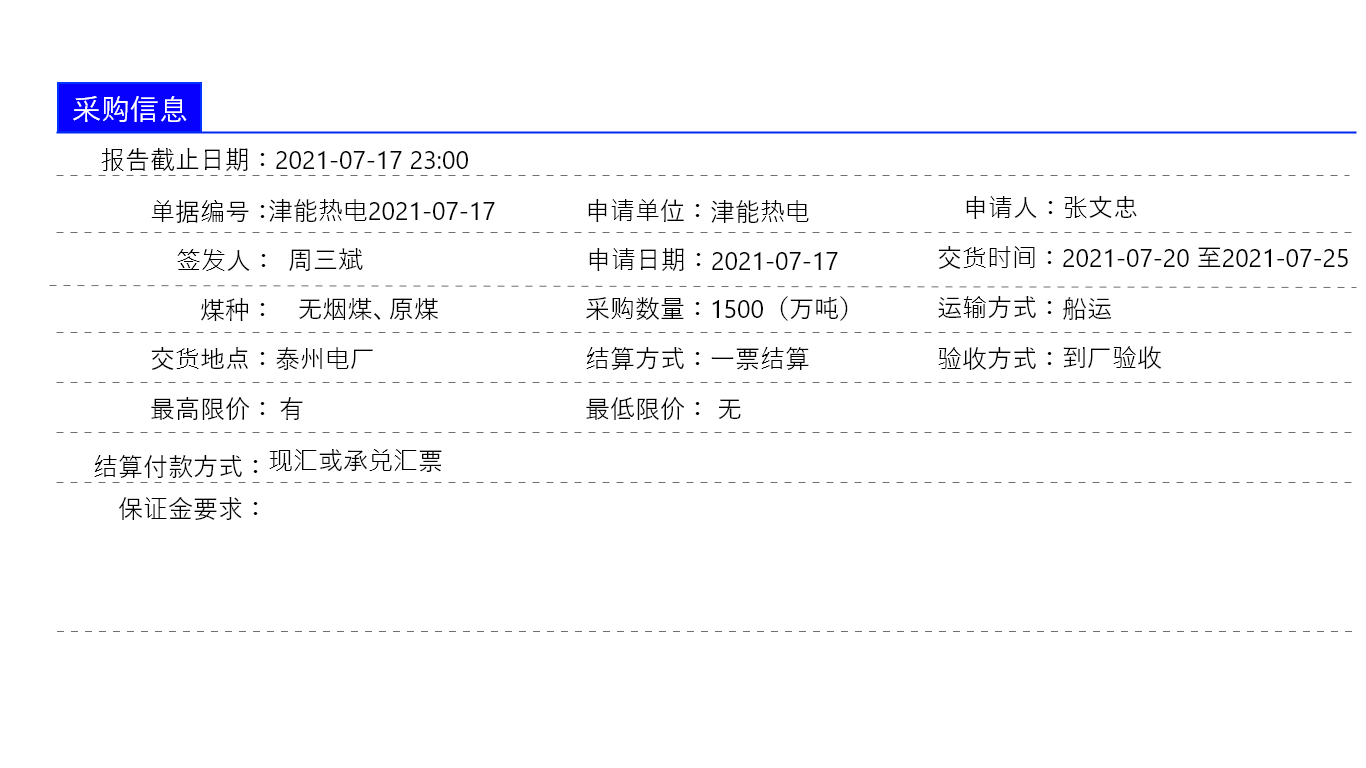 采购信息
报告截止日期：2021-07-17 23:00
单据编号：津能热电2021-07-17 申请单位：津能热电 申请人：张文忠
签发人： 周三斌 申请日期：2021-07-17 交货时间：2021-07-20 至2021-07-25
煤种： 无烟煤、原煤 采购数量：1500（万吨） 运输方式：船运
交货地点：泰州电厂 结算方式：一票结算 验收方式：到厂验收
最高限价： 有 最低限价： 无
结算付款方式：现汇或承兑汇票
保证金要求：